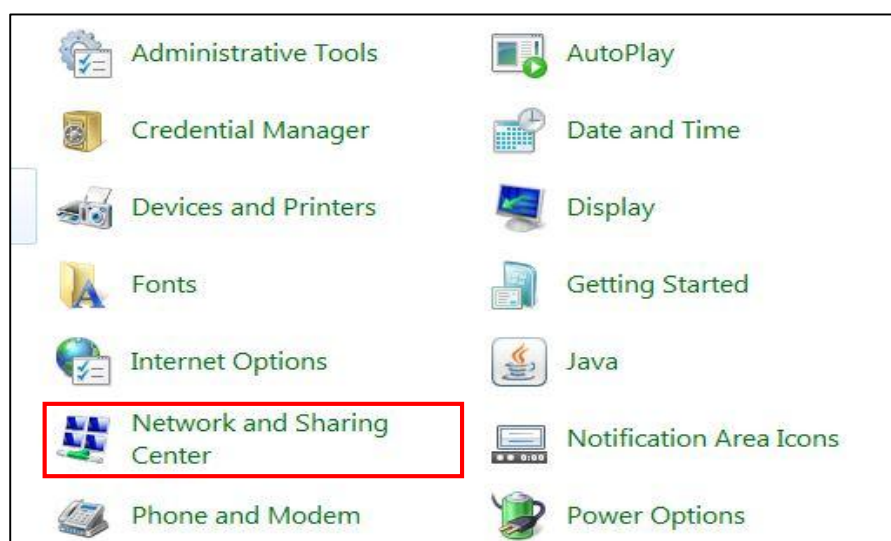 Administrative Tools
AutoPlay
Credential Manager
Date and Time
Devices and Printers
Display
Fonts
Getting Started
Internet Options
Java
Network and Sharing
Center
Notification Area Icons
Phone and Modem
Power Options